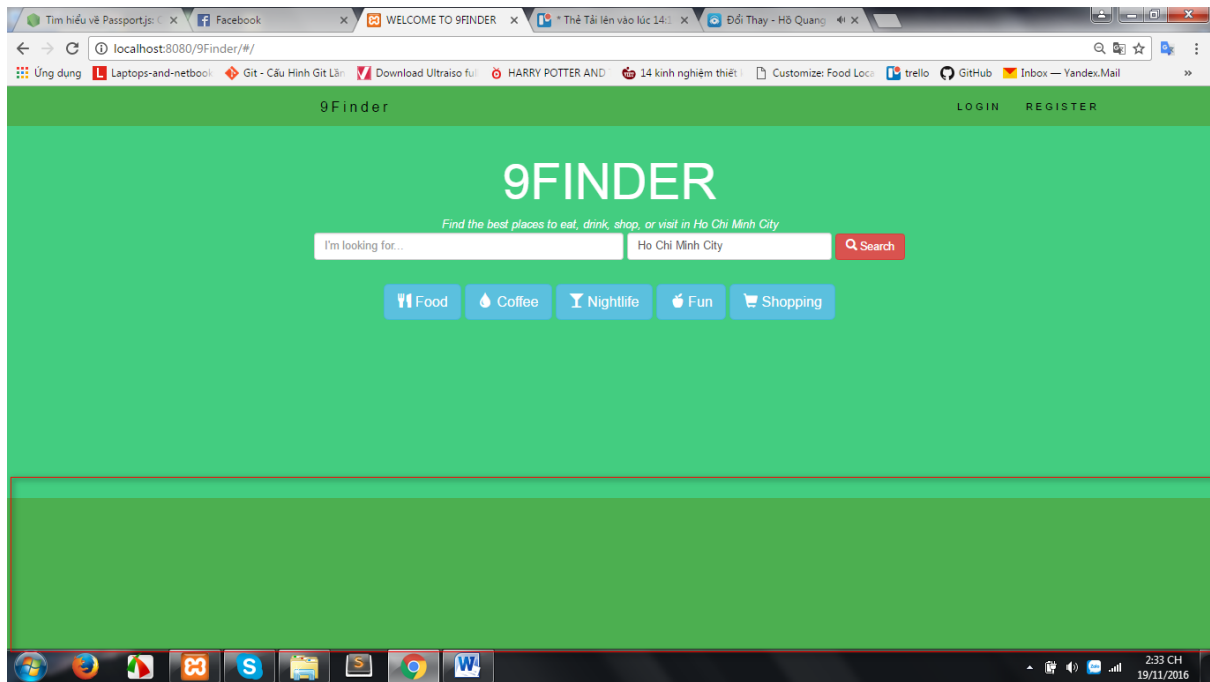 Tìm hiểu về Passport.js: C
Facebook
WELCOME TO 9FINDER
* Thẻ Tải lên vào lúc 14:1
Đổi Thay - Hồ Quang
localhost:8080/9Finder/#/
Ứng dụng
Laptops-and-netbook
Git - Cấu Hình Git Lần
Download Ultraiso ful
HARRY POTTER AND
14 kinh nghiệm thiết
Customize: Food Loca
trello
GitHub
Inbox — Yandex.Mail
»
9Finder
LOGIN
REGISTER
9FINDER
Find the best places to eat, drink, shop, or visit in Ho Chi Minh City
I'm looking for...
Ho Chi Minh City
Search
Food
Coffee
Nightlife
Fun
Shopping
2:33 CH
19/11/2016